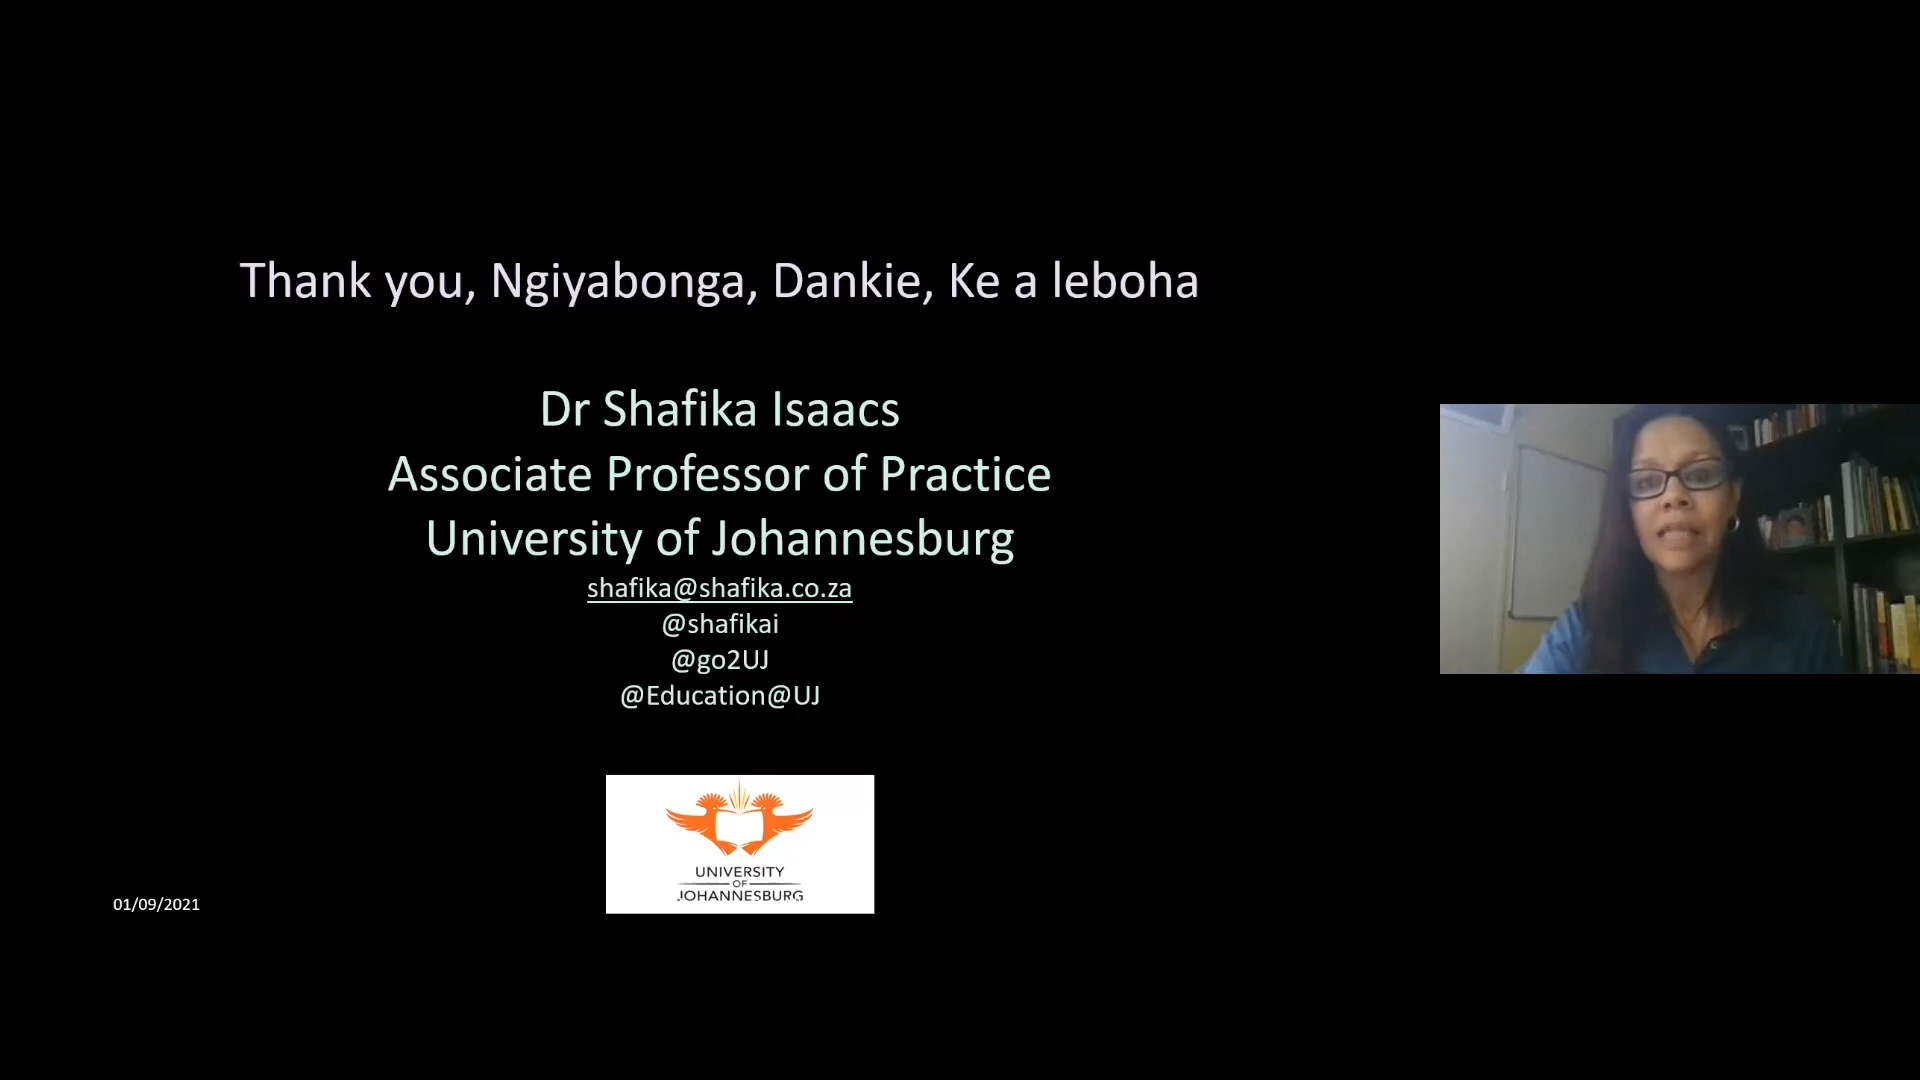 Thank you, Ngiyabonga, Dankie, Ke a leboha
Dr Shafika Isaacs
Associate Professor of Practice
University of Johannesburg
shafika@shafika.co.za
@shafikai
@go2UJ
@Education@UJ
UNIVERSITY
OF
JOHANNESBURG
01/09/2021